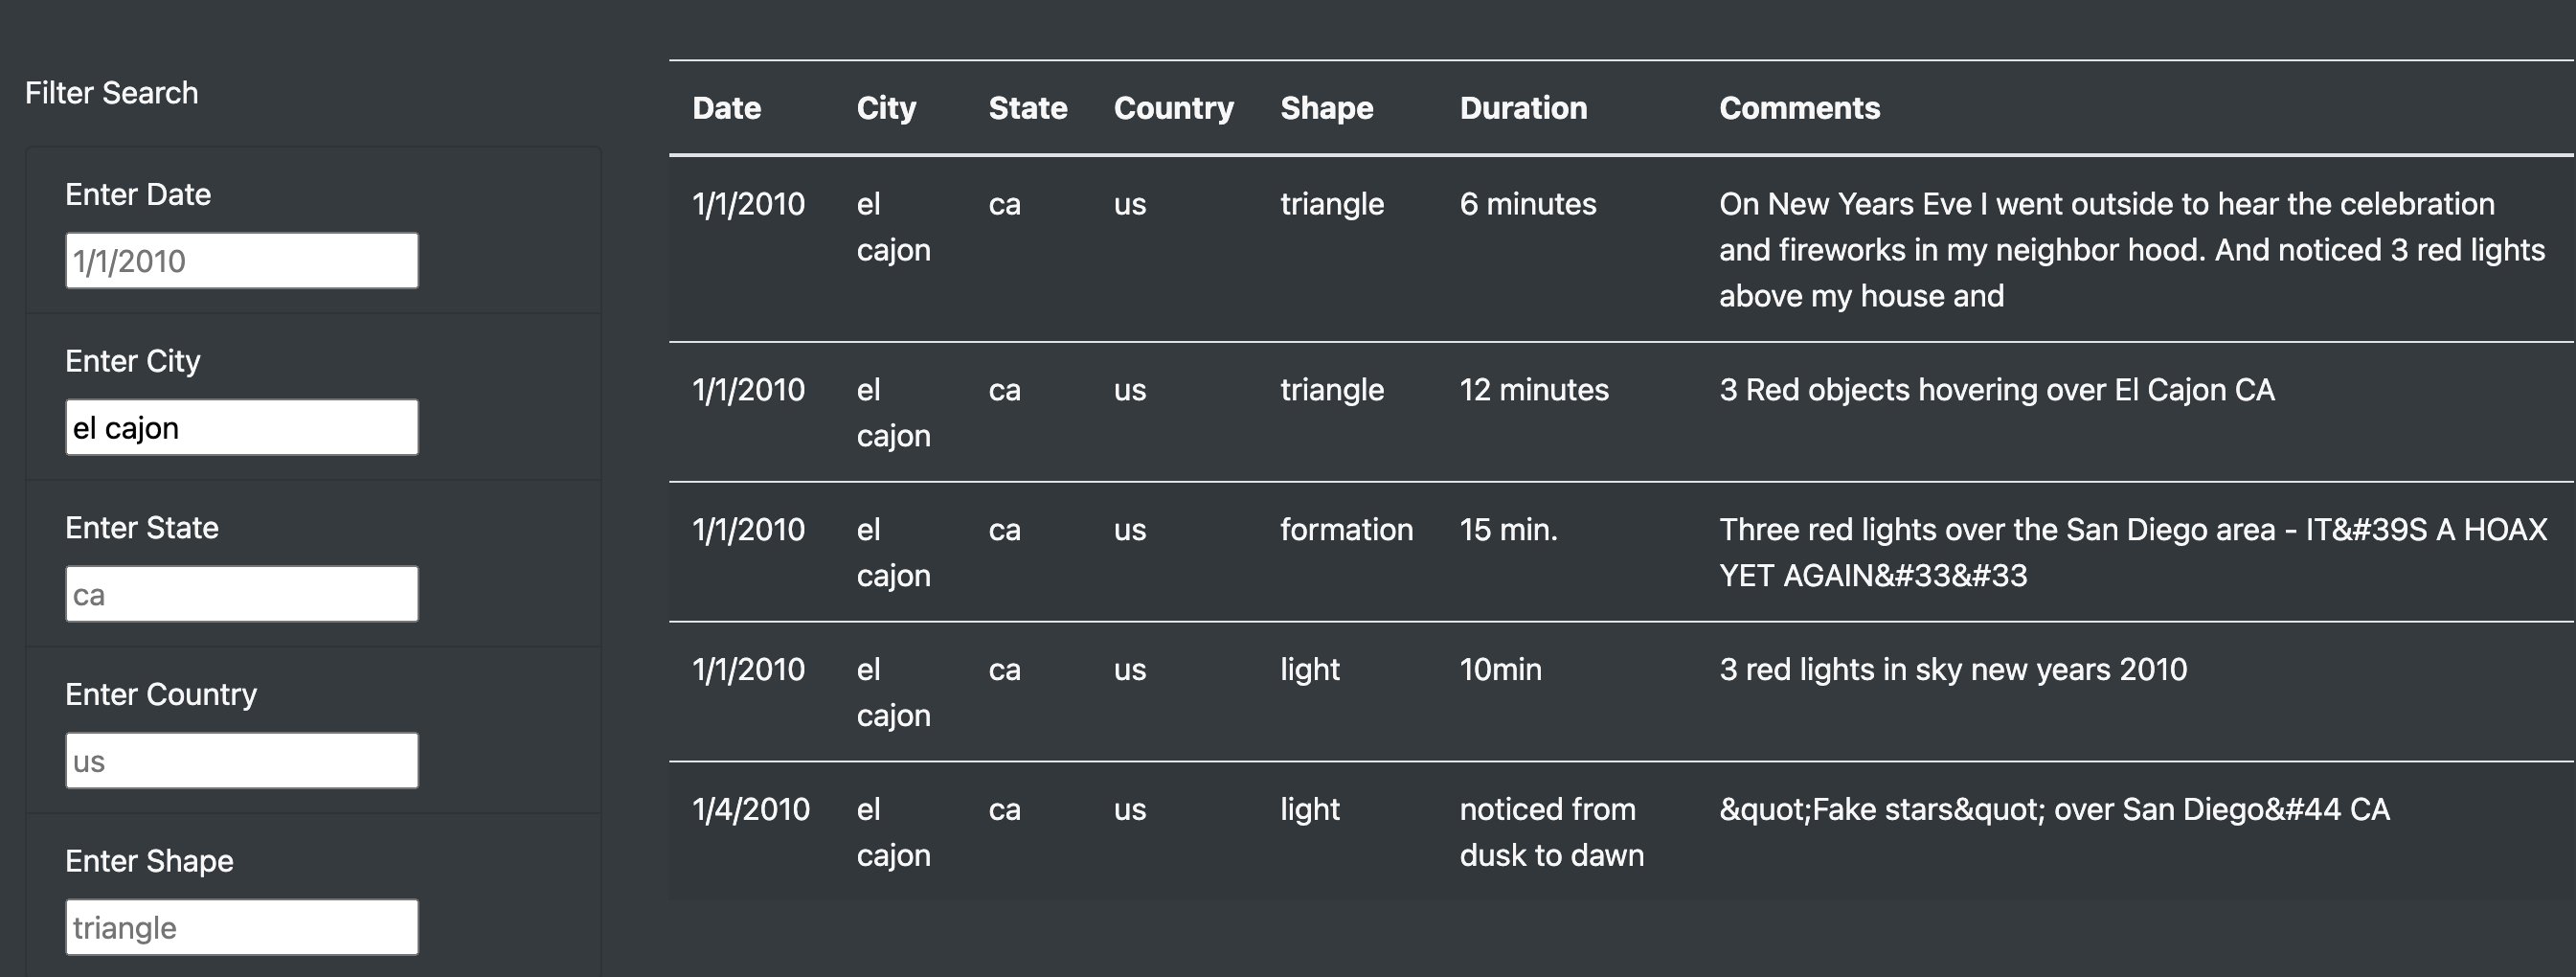 Filter Search
Enter Date
1/1/2010
Enter City
el cajon
Enter State
ca
Enter Country
us
Enter Shape
triangle
Date City State Country Shape Duration Comments
1/1/2010 el ca us triangle 6 minutes On New Years Eve I went outside to hear the celebration
cajon and fireworks in my neighbor hood. And noticed 3 red lights
above my house and
1/1/2010 el ca us triangle 12 minutes 3 Red objects hovering over El Cajon CA
cajon
1/1/2010 el ca us formation 15 min. Three red lights over the San Diego area - IT&#39S A HOAX
cajon YET AGAIN&#33&#33
1/1/2010 el ca us light 10min 3 red lights in sky new years 2010
cajon
1/4/2010 el ca us light noticed from &quot;Fake stars&quot; over San Diego&#44 CA
cajon dusk to dawn